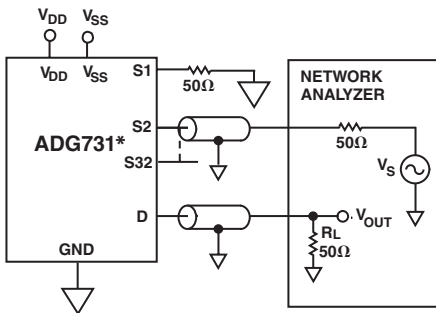 VDD VSS
VDD VSS
S1
50Ω
NETWORK
ANALYZER
S2
ADG731*
50Ω
VS
S32
D
VOUT
RL
50Ω
GND